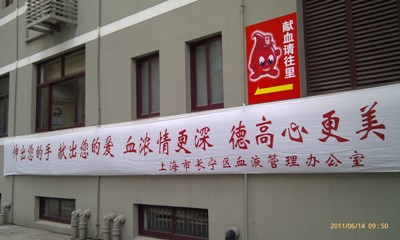 献血请往里
伸出您的手 献出您的爱 血浓情更深 德高心更美
上海市长宁区血液管理办公室
2011/06/14 09:50